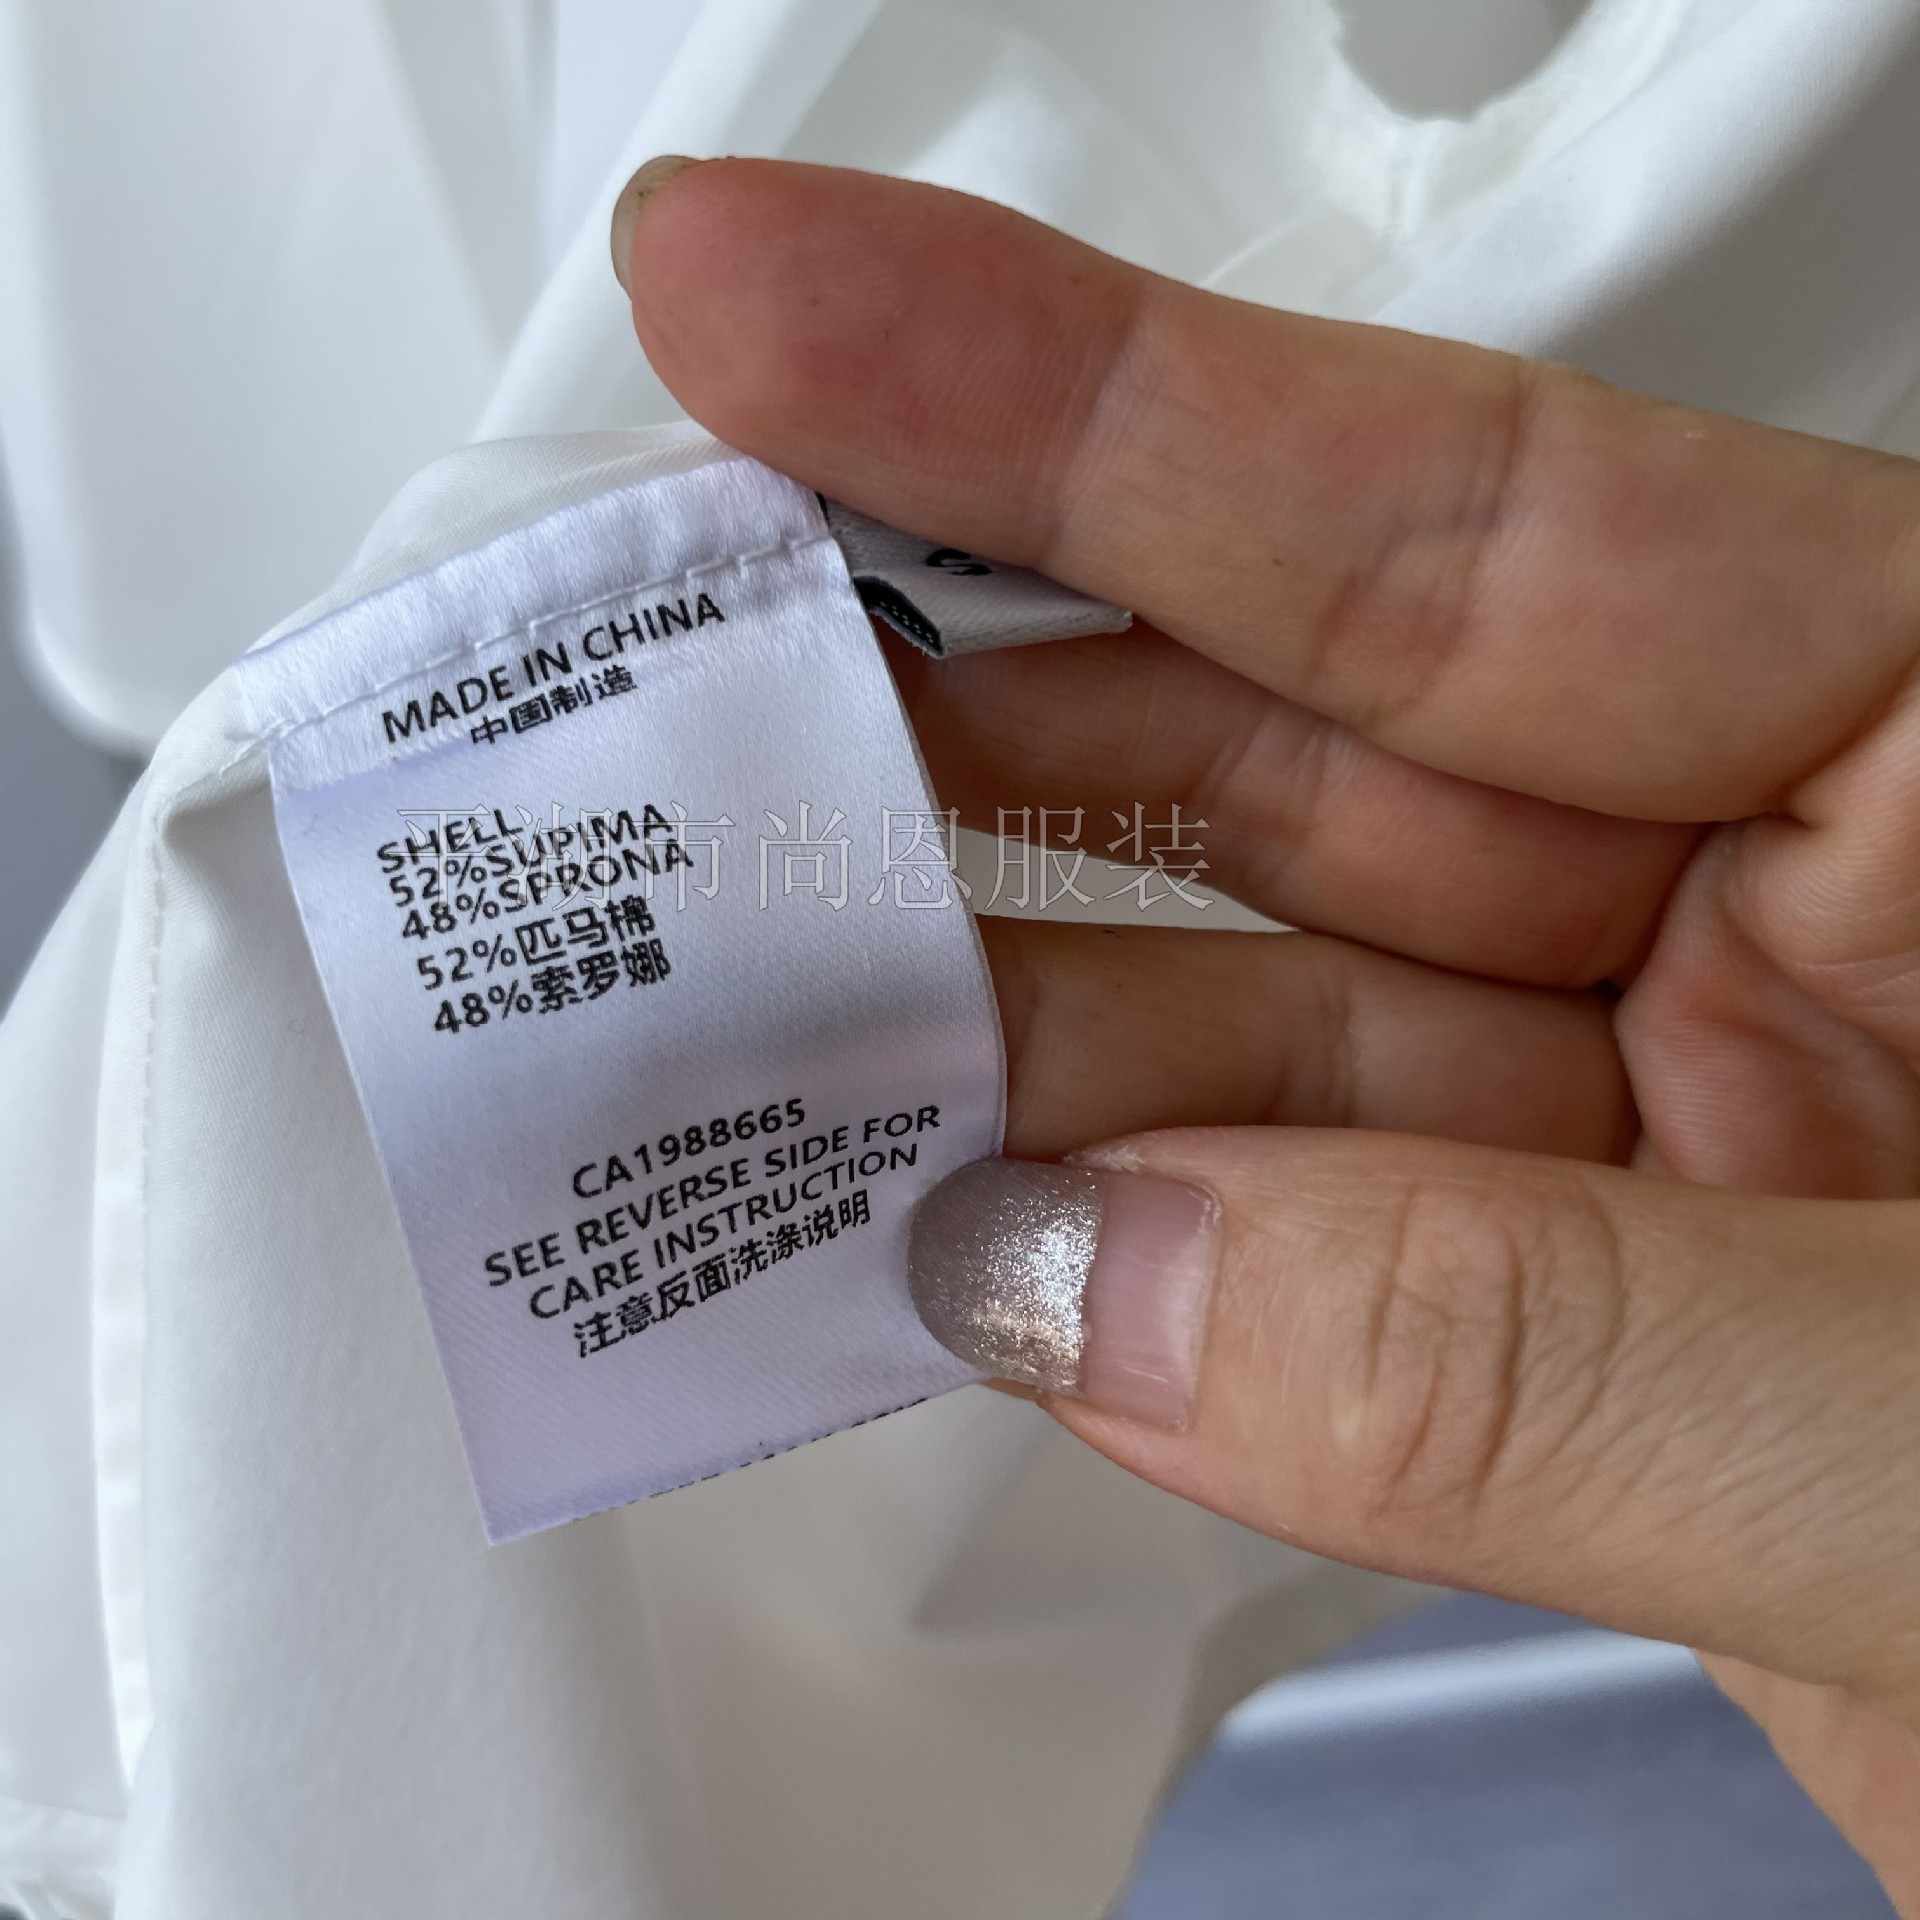 S
MADE IN CHINA
中国制造
SHELL
52%SUPIMA
48%SPRONA
52%匹马棉
48%索罗娜
平湖市尚恩服装
CA1988665
SEE REVERSE SIDE FOR
CARE INSTRUCTION
注意反面洗涤说明